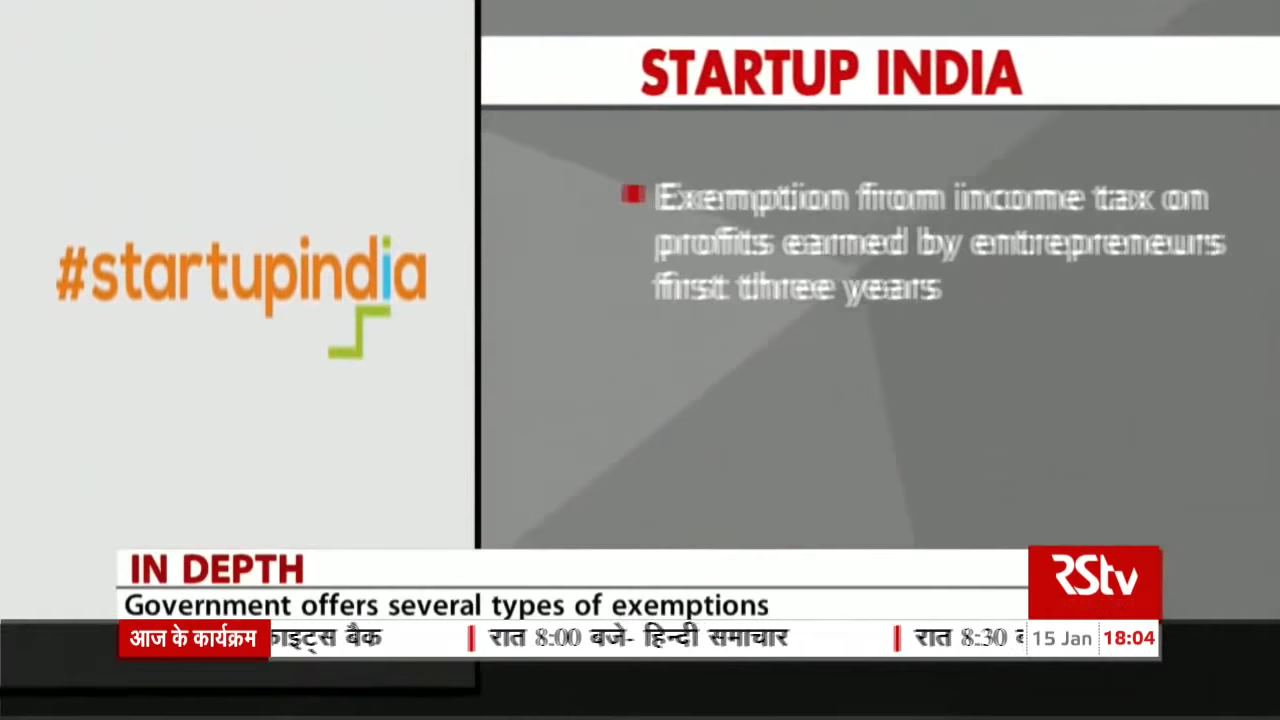 STARTUP INDIA
#startupindia
Exemption from income tax on
profits earned by entrepreneurs
first three years
IN DEPTH
RStv
Government offers several types of exemptions
आज के कार्यक्रम फाइट्स बैक | रात 8:00 बजे- हिन्दी समाचार | रात 8:30 15 Jan 18:04